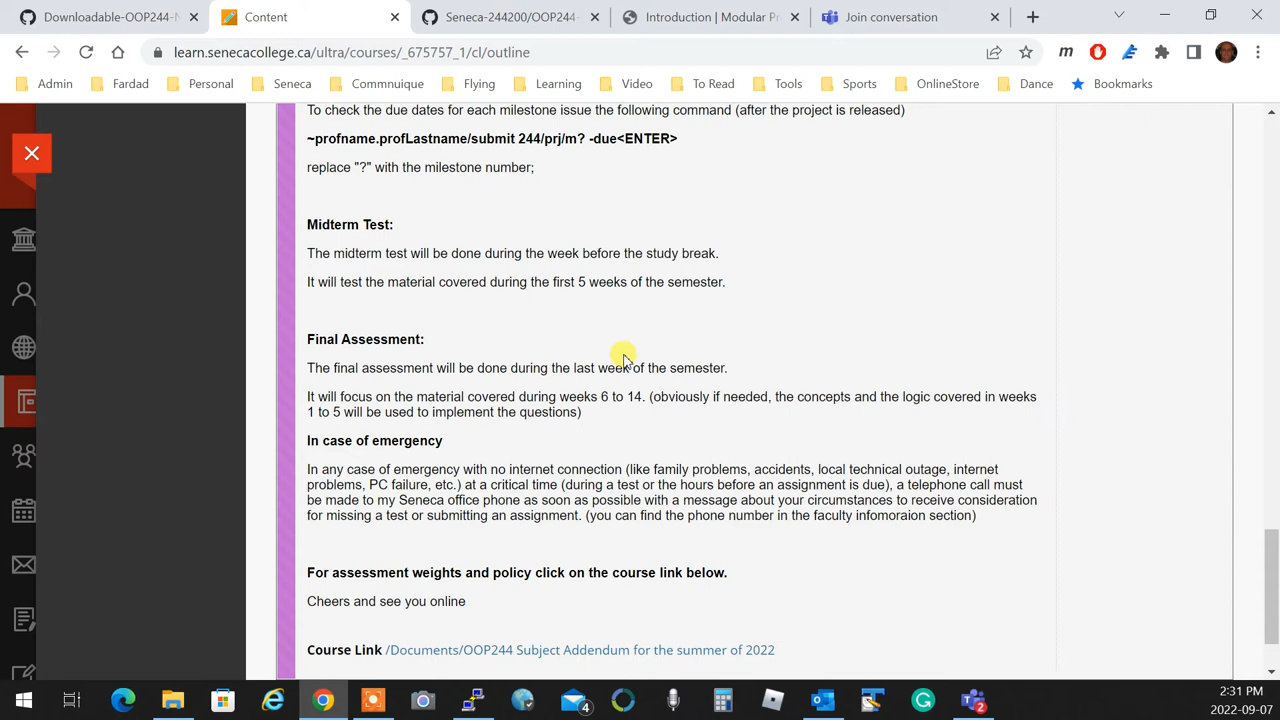 Downloadable-OOP244-N
Content
Seneca-244200/OOP244-
Introduction | Modular Pr
Join conversation
learn.senecacollege.ca/ultra/courses/_675757_1/cl/outline
m
Admin
Fardad
Personal
Seneca
Commnuique
Flying
Learning
Video
To Read
Tools
Sports
OnlineStore
Dance
Bookmarks
To check the due dates for each milestone issue the following command (after the project is released)
~profname.profLastname/submit 244/prj/m? -due<ENTER>
replace "?" with the milestone number;
Midterm Test:
The midterm test will be done during the week before the study break.
It will test the material covered during the first 5 weeks of the semester.
Final Assessment:
The final assessment will be done during the last week of the semester.
It will focus on the material covered during weeks 6 to 14. (obviously if needed, the concepts and the logic covered in weeks
1 to 5 will be used to implement the questions)
In case of emergency
In any case of emergency with no internet connection (like family problems, accidents, local technical outage, internet
problems, PC failure, etc.) at a critical time (during a test or the hours before an assignment is due), a telephone call must
be made to my Seneca office phone as soon as possible with a message about your circumstances to receive consideration
for missing a test or submitting an assignment. (you can find the phone number in the faculty infomoraion section)
For assessment weights and policy click on the course link below.
Cheers and see you online
Course Link /Documents/OOP244 Subject Addendum for the summer of 2022
4
2
2:31 PM
2022-09-07